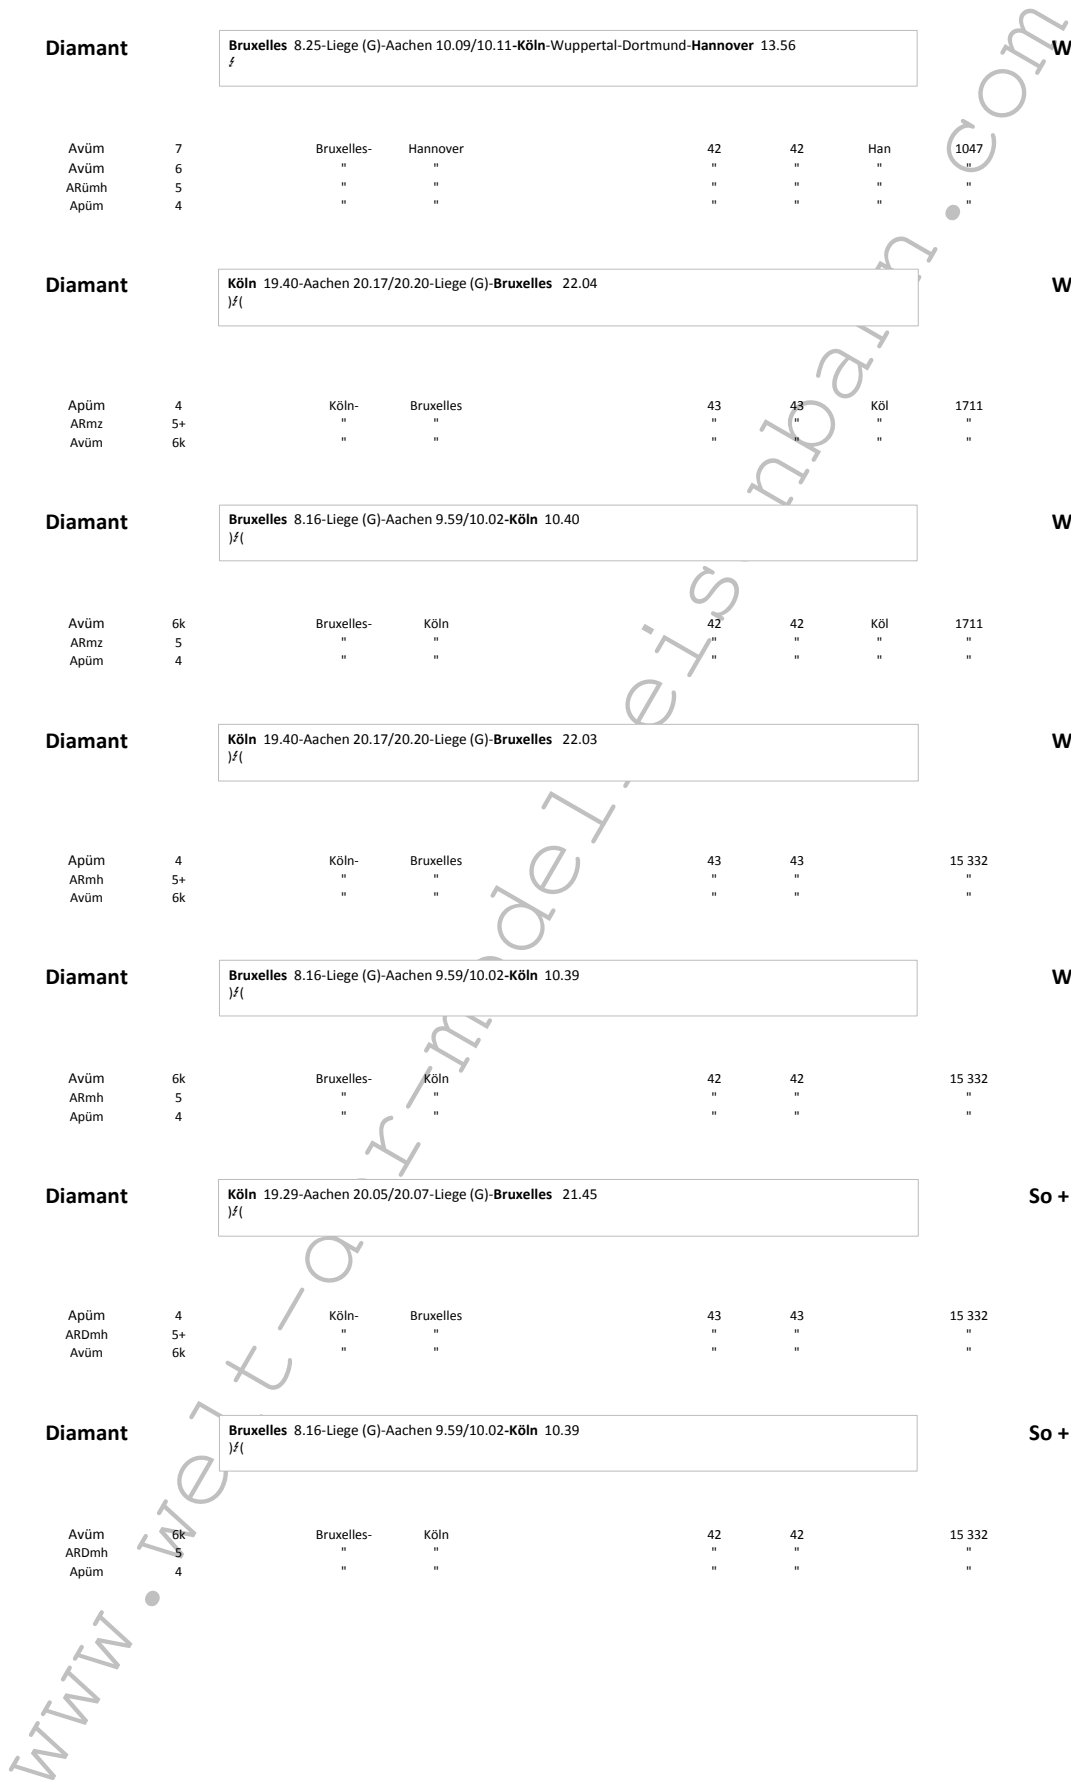 Diamant Bruxelles 8.25-Liege (G)-Aachen 10.09/10.11-Köln-Wuppertal-Dortmund-Hannover 13.56 W
Avüm 7 Bruxelles- Hannover 42 42 Han 1047
Avüm 6 " " " " " "
ARümh 5 " " " " " "
Apüm 4 " " " " " "
Diamant Köln 19.40-Aachen 20.17/20.20-Liege (G)-Bruxelles 22.04 W
)(
Apüm 4 Köln- Bruxelles 43 43 Köl 1711
ARmz 5+ " " " " " "
Avüm 6k " " " " " "
Diamant Bruxelles 8.16-Liege (G)-Aachen 9.59/10.02-Köln 10.40 W
)(
Avüm 6k Bruxelles- Köln 42 42 Köl 1711
ARmz 5 " " " " " "
Apüm 4 " " " " " "
Diamant Köln 19.40-Aachen 20.17/20.20-Liege (G)-Bruxelles 22.03 W
)(
Apüm 4 Köln- Bruxelles 43 43 15 332
ARmh 5+ " " " " "
Avüm 6k " " " " "
Diamant Bruxelles 8.16-Liege (G)-Aachen 9.59/10.02-Köln 10.39 W
)(
Avüm 6k Bruxelles- Köln 42 42 15 332
ARmh 5 " " " " "
Apüm 4 " " " " "
Diamant Köln 19.29-Aachen 20.05/20.07-Liege (G)-Bruxelles 21.45 So +
)(
Apüm 4 Köln- Bruxelles 43 43 15 332
ARDmh 5+ " " " " "
Avüm 6k " " " " "
Diamant Bruxelles 8.16-Liege (G)-Aachen 9.59/10.02-Köln 10.39 So +
)(
Avüm 6k Bruxelles- Köln 42 42 15 332
ARDmh 5 " " " " "
Apüm 4 " " " " "